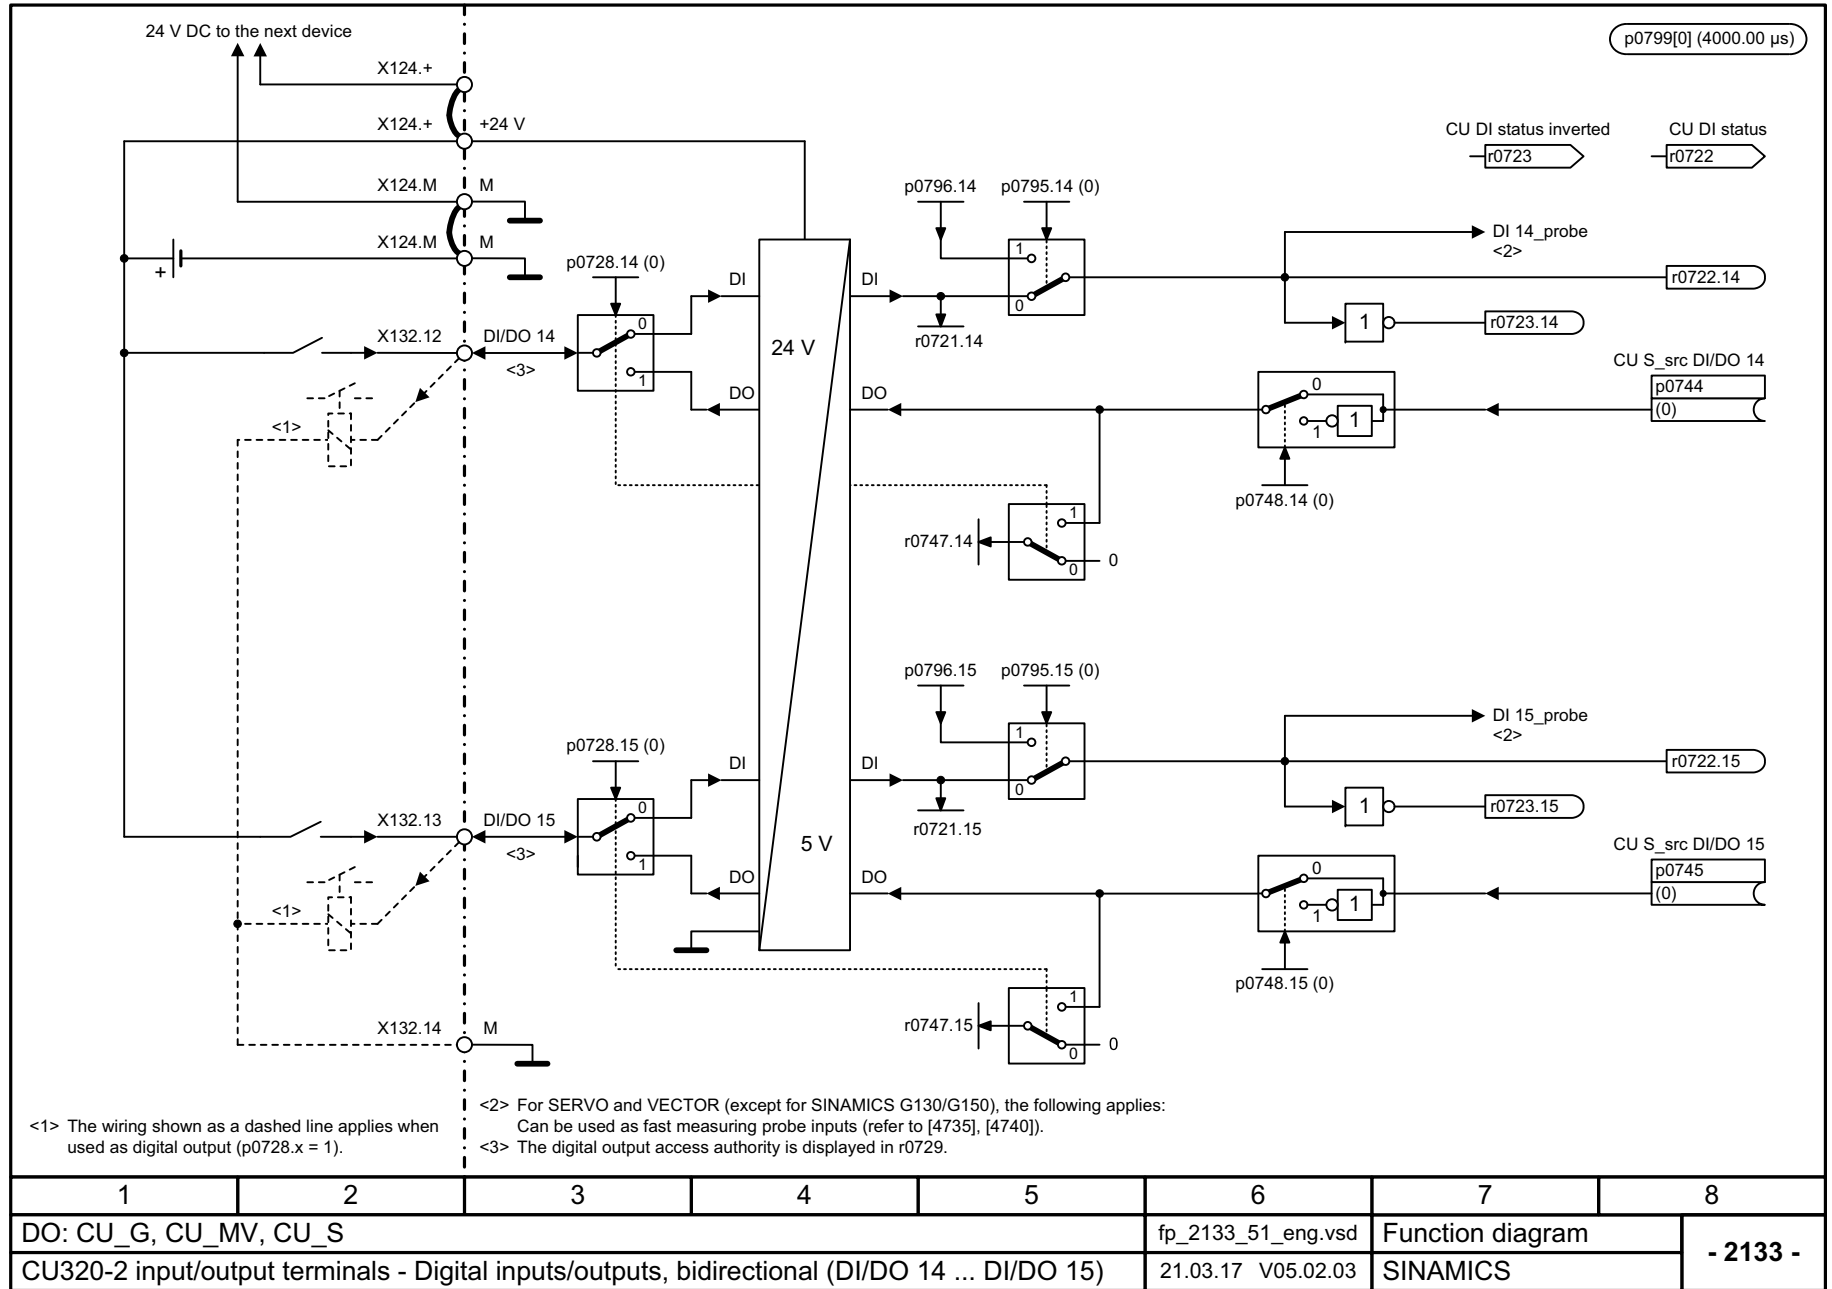 24 V DC to the next device
p0799[0] (4000.00 µs)
X124.+
X124.+ +24 V
CU DI status inverted CU DI status
r0723 r0722
X124.M M
p0796.14 p0795.14 (0)
X124.M M
DI 14_probe
<2>
1
0
+
p0728.14 (0)
DI DI
r0722.14
r0721.14
1 r0723.14
X132.12 DI/DO 14
<3>
0
1
24 V
CU S_src DI/DO 14
p0744
(0)
DO DO
0
1 1
<1>
p0748.14 (0)
r0747.14
1
0 0
p0796.15 p0795.15 (0)
DI 15_probe
<2>
1
0
p0728.15 (0)
DI DI
r0722.15
r0721.15
1 r0723.15
X132.13 DI/DO 15
<3>
0
1
5 V
CU S_src DI/DO 15
p0745
(0)
DO DO
0
1 1
<1>
p0748.15 (0)
r0747.15
1
0 0
X132.14 M
<1> The wiring shown as a dashed line applies when
used as digital output (p0728.x = 1).
<2> For SERVO and VECTOR (except for SINAMICS G130/G150), the following applies:
Can be used as fast measuring probe inputs (refer to [4735], [4740]).
<3> The digital output access authority is displayed in r0729.
1 2 3 4 5 6 7 8
DO: CU_G, CU_MV, CU_S fp_2133_51_eng.vsd Function diagram
- 2133 -
CU320-2 input/output terminals - Digital inputs/outputs, bidirectional (DI/DO 14 ... DI/DO 15) 21.03.17 V05.02.03 SINAMICS